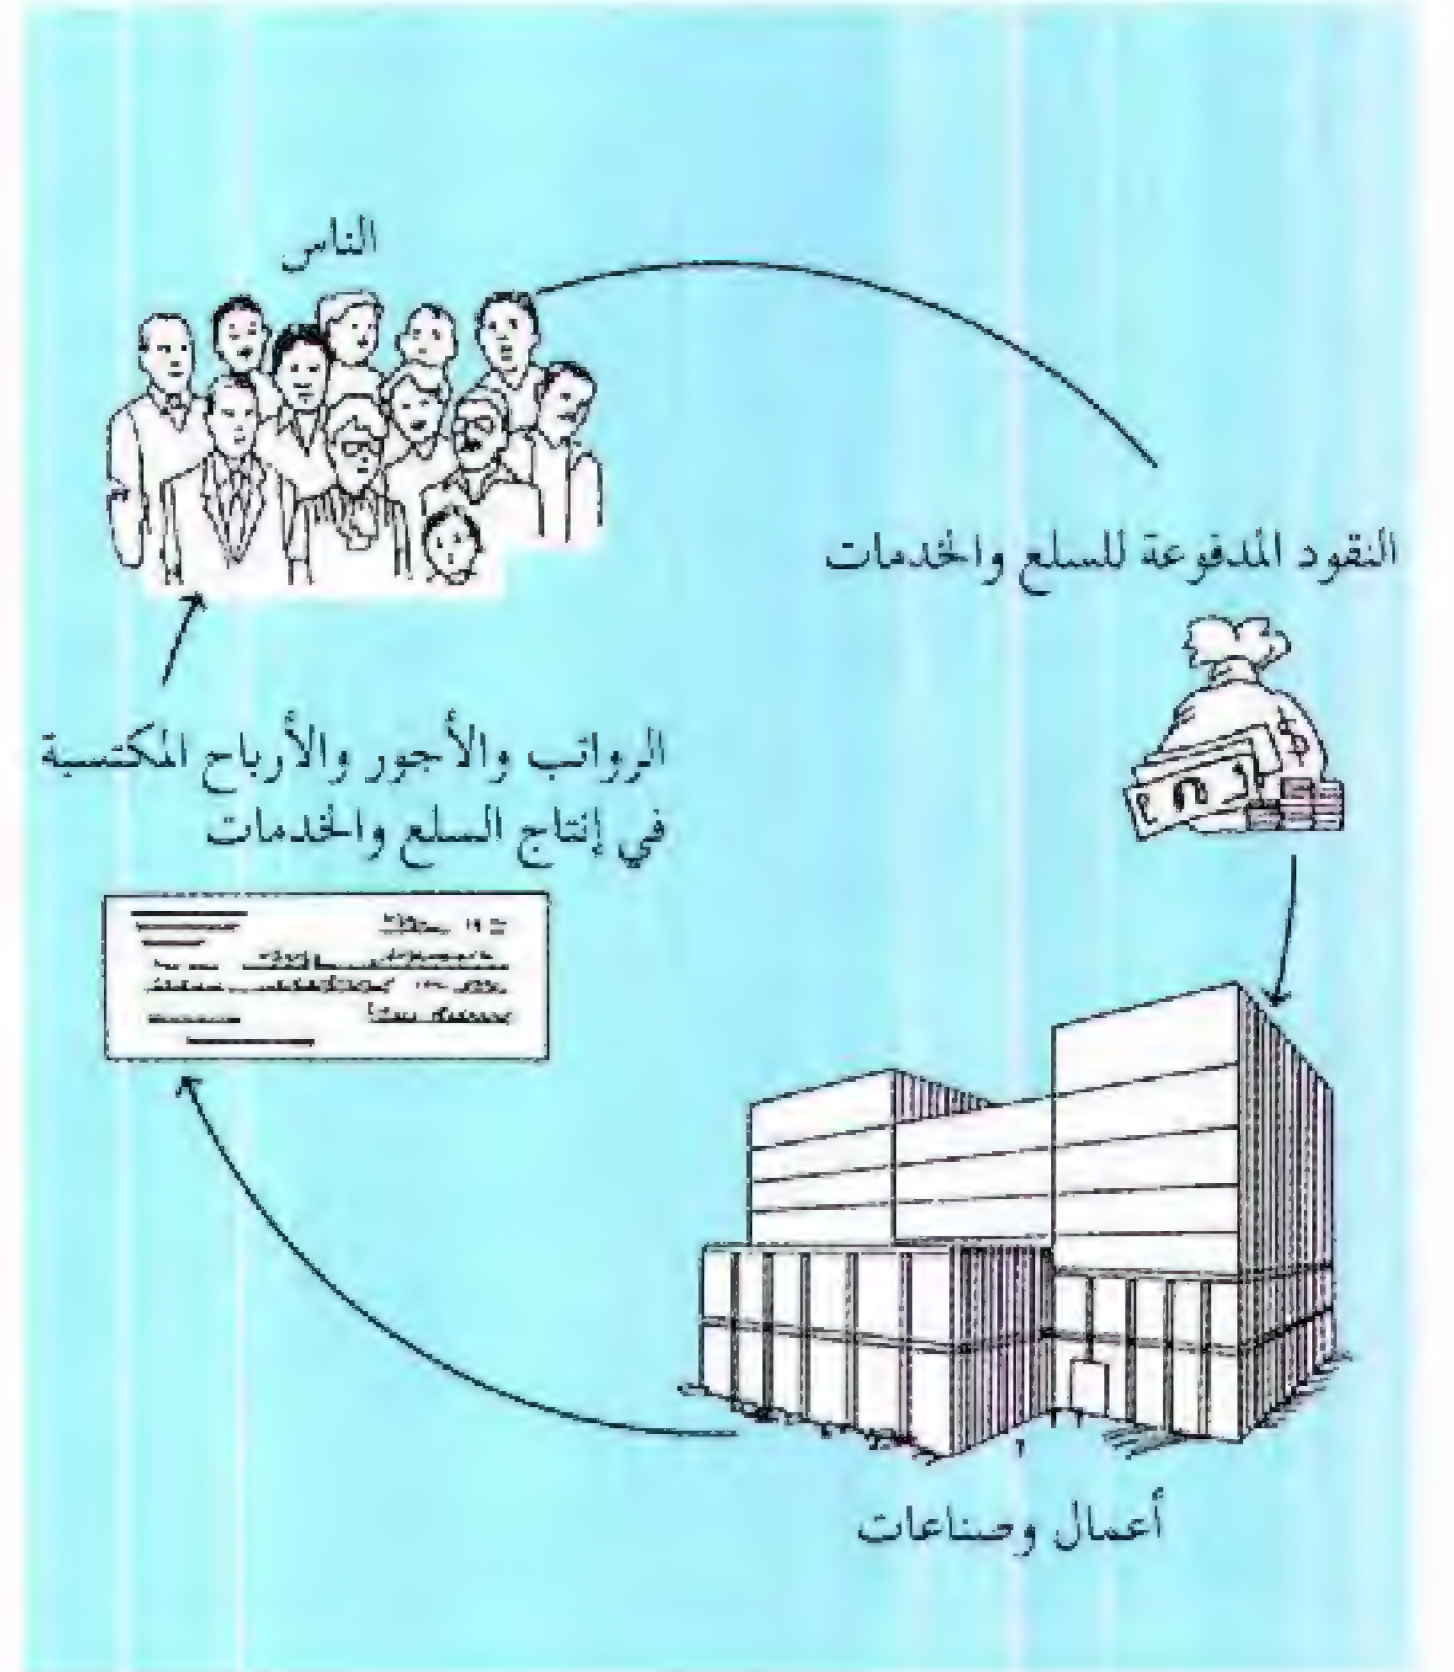 الناس
النقود المدفوعة للسلع والخدمات
الرواتب والأجور والأرباح المكتسبة
في إنتاج السلع والخدمات
أعمال وصناعات